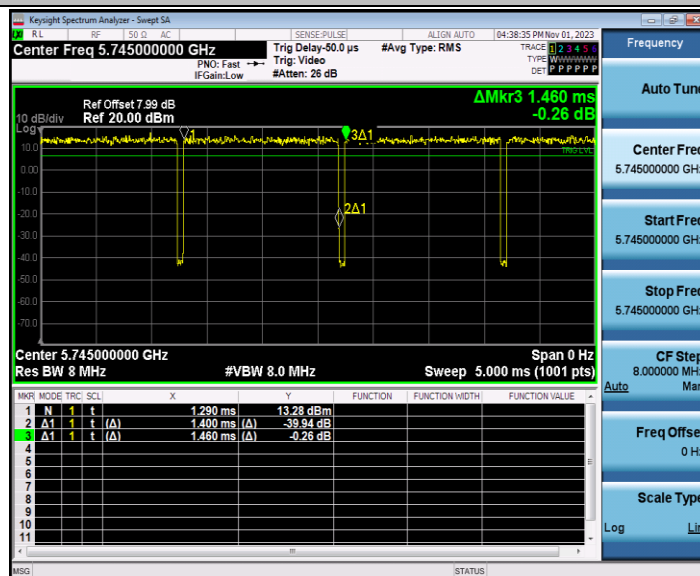 Keysight Spectrum Analyzer - Swept SA
RL RF 50 Ω AC SENSE:PULSE ALIGN AUTO 04:38:35 PM Nov 01, 2023
Center Freq 5.745000000 GHz
PNO: Fast
IFGain:Low
Trig Delay-50.0 µs
Trig: Video
#Atten: 26 dB
#Avg Type: RMS
TRACE 1 2 3 4 5 6
TYPE WWWWWW
DET P P P P P P
Ref Offset 7.99 dB
10 dB/div Ref 20.00 dBm
ΔMkr3 1.460 ms
-0.26 dB
Log
10.0
0.00
-10.0
-20.0
-30.0
-40.0
-50.0
-60.0
-70.0
1
3Δ1
TRIG LVL
2Δ1
Center 5.745000000 GHz Span 0 Hz
Res BW 8 MHz #VBW 8.0 MHz Sweep 5.000 ms (1001 pts)
MKR MODE TRC SCL X Y FUNCTION FUNCTION WIDTH FUNCTION VALUE
1 N 1 t 1.290 ms 13.28 dBm
2 Δ1 1 t (Δ) 1.400 ms (Δ) -39.94 dB
3 Δ1 1 t (Δ) 1.460 ms (Δ) -0.26 dB
4
5
6
7
8
9
10
11
MSG STATUS
Frequency
Auto Tune
Center Freq
5.745000000 GHz
Start Freq
5.745000000 GHz
Stop Freq
5.745000000 GHz
CF Step
8.000000 MHz
Auto Man
Freq Offset
0 Hz
Scale Type
Log Lin